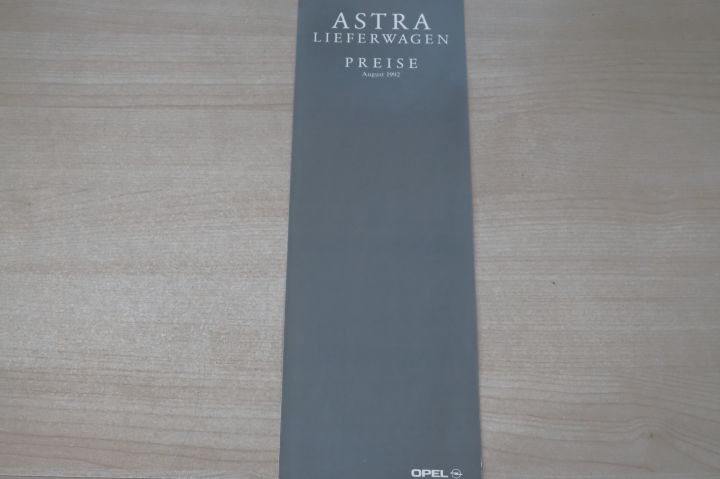 ASTRA
LIEFERWAGEN
PREISE
August 1992
OPEL